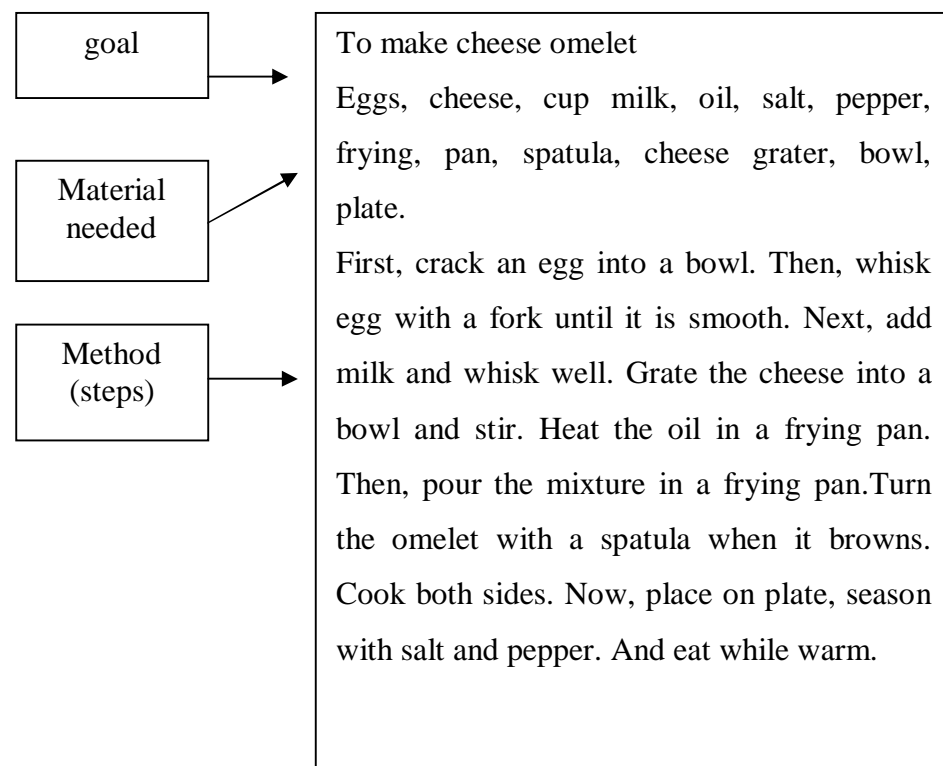 goal
Material
needed
Method
(steps)
To make cheese omelet
Eggs, cheese, cup milk, oil, salt, pepper,
frying, pan, spatula, cheese grater, bowl,
plate.
First, crack an egg into a bowl. Then, whisk
egg with a fork until it is smooth. Next, add
milk and whisk well. Grate the cheese into a
bowl and stir. Heat the oil in a frying pan.
Then, pour the mixture in a frying pan.Turn
the omelet with a spatula when it browns.
Cook both sides. Now, place on plate, season
with salt and pepper. And eat while warm.